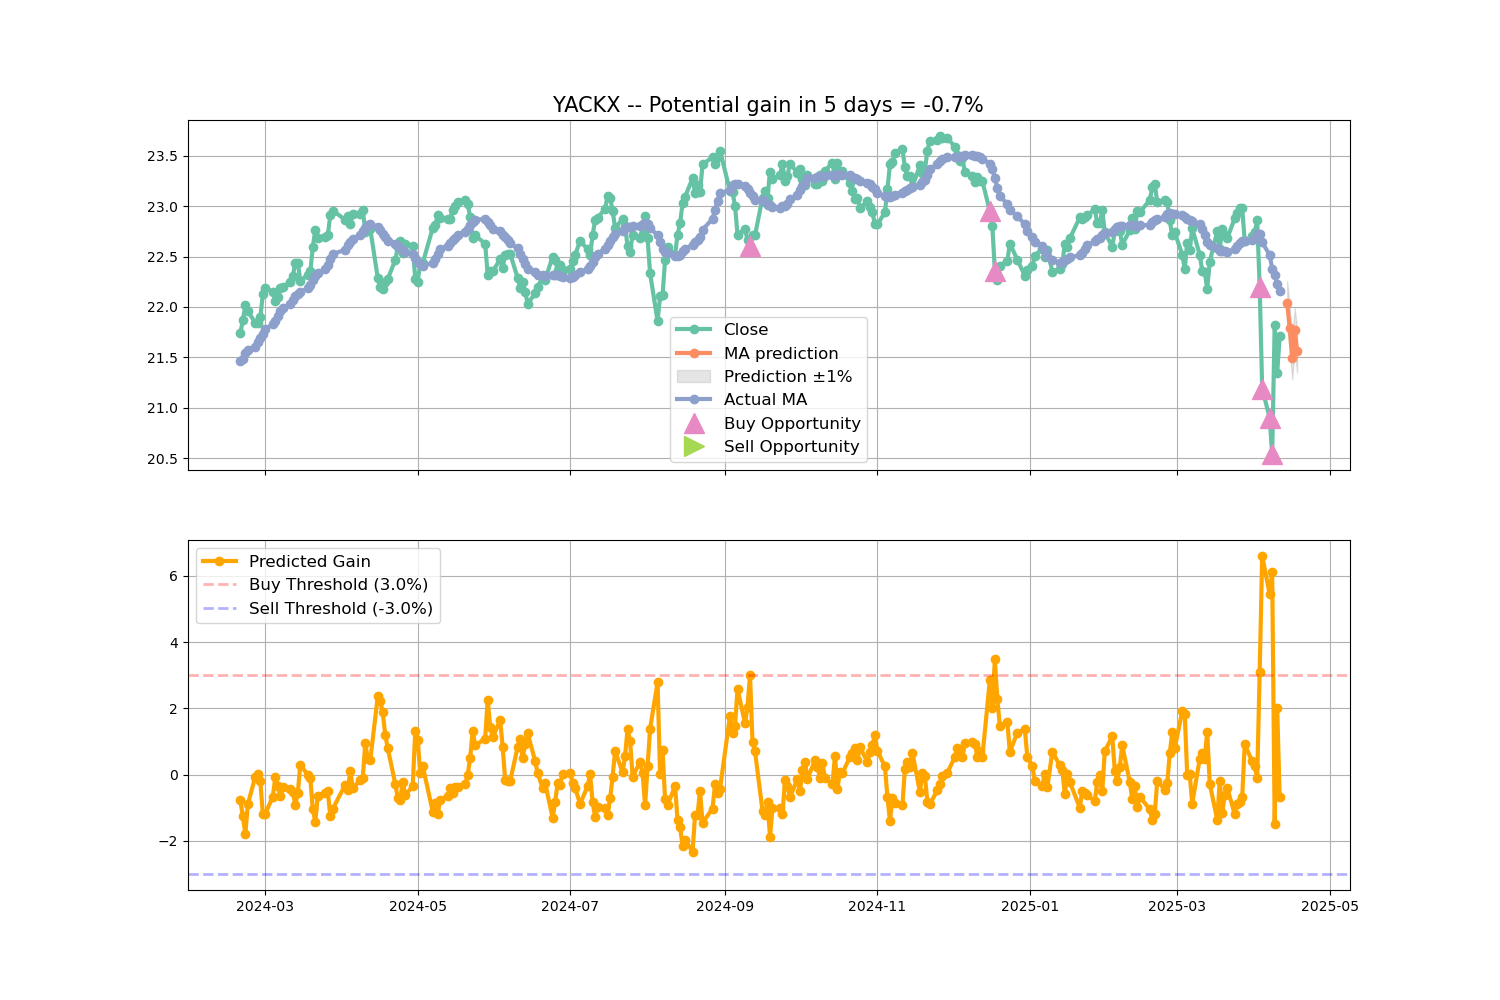 YACKX -- Potential gain in 5 days = -0.7%
23.5
23.0
22.5
22.0
21.5
21.0
20.5
Close
MA prediction
Prediction ±1%
Actual MA
Buy Opportunity
Sell Opportunity
Predicted Gain
Buy Threshold (3.0%)
Sell Threshold (-3.0%)
6
4
2
0
−2
2024-03 2024-05 2024-07 2024-09 2024-11 2025-01 2025-03 2025-05